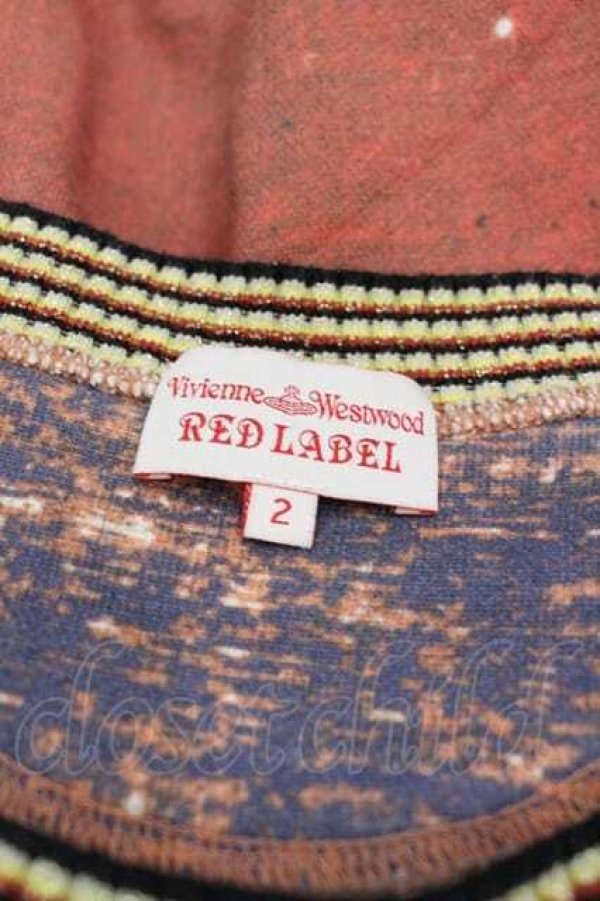 Vivienne Westwood
RED LABEL
2
closet child